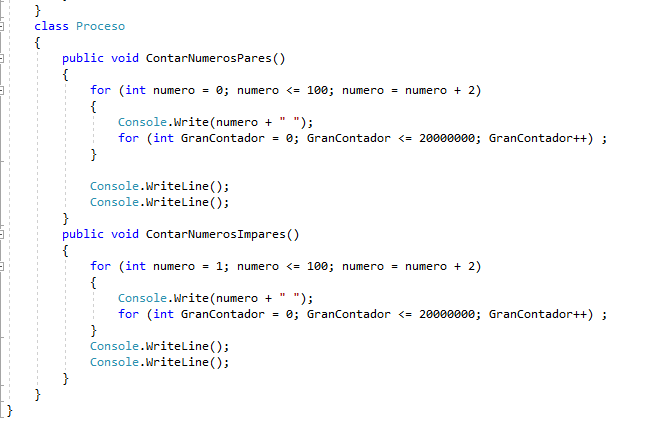 }
class Proceso
{
public void ContarNumerosPares()
{
for (int numero = 0; numero <= 100; numero = numero + 2)
{
Console.Write(numero + " ");
for (int GranContador = 0; GranContador <= 20000000; GranContador++) ;
}
Console.WriteLine();
Console.WriteLine();
}
public void ContarNumerosImpares()
{
for (int numero = 1; numero <= 100; numero = numero + 2)
{
Console.Write(numero + " ");
for (int GranContador = 0; GranContador <= 20000000; GranContador++) ;
}
Console.WriteLine();
Console.WriteLine();
}
}
}